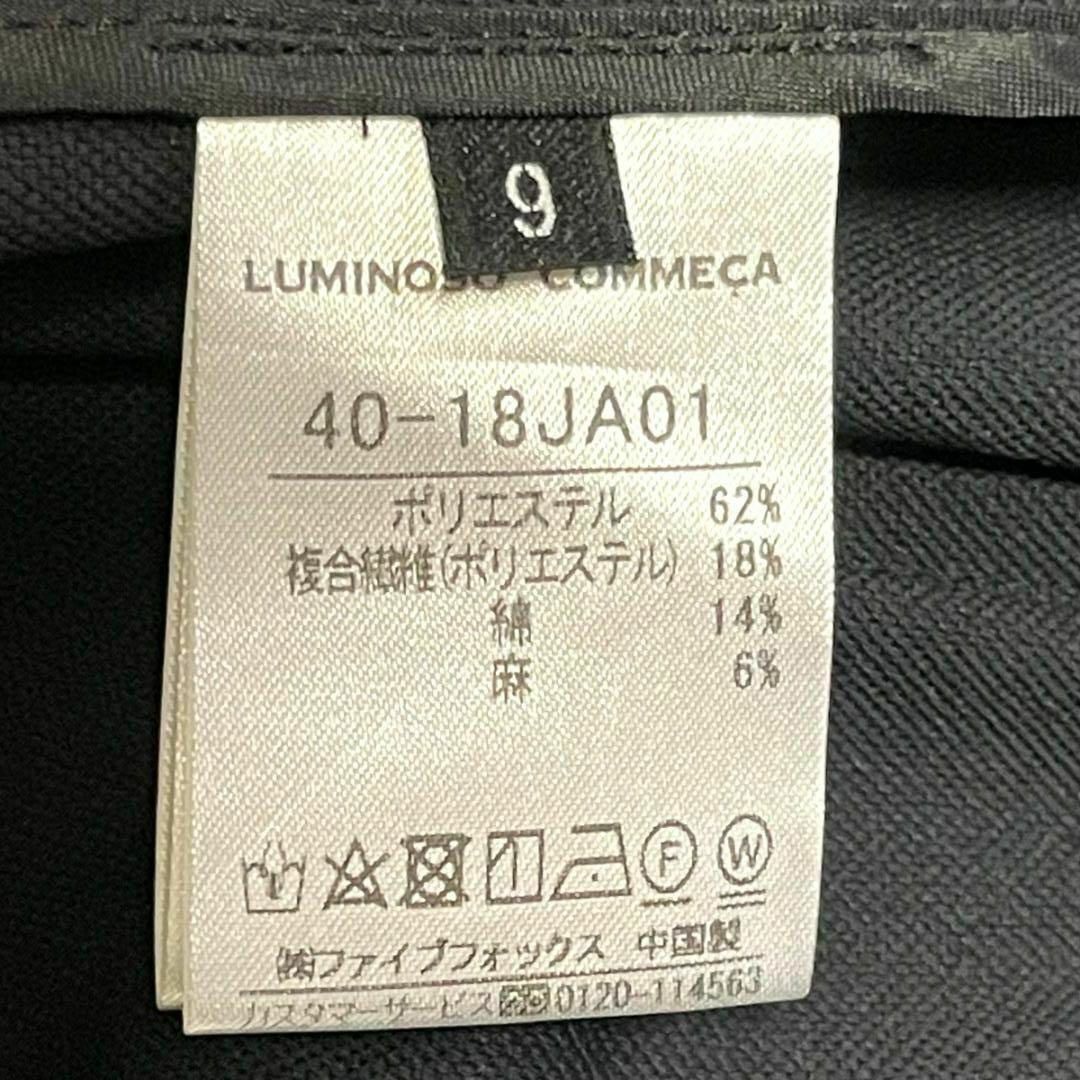 9
LUMINOSO COMMEÇA
40-18JA01
ポリエステル 62%
複合繊維(ポリエステル) 18%
綿 14%
麻 6%
F W
㈱ファイブフォックス 中国製
カスタマーサービス 0120-114563